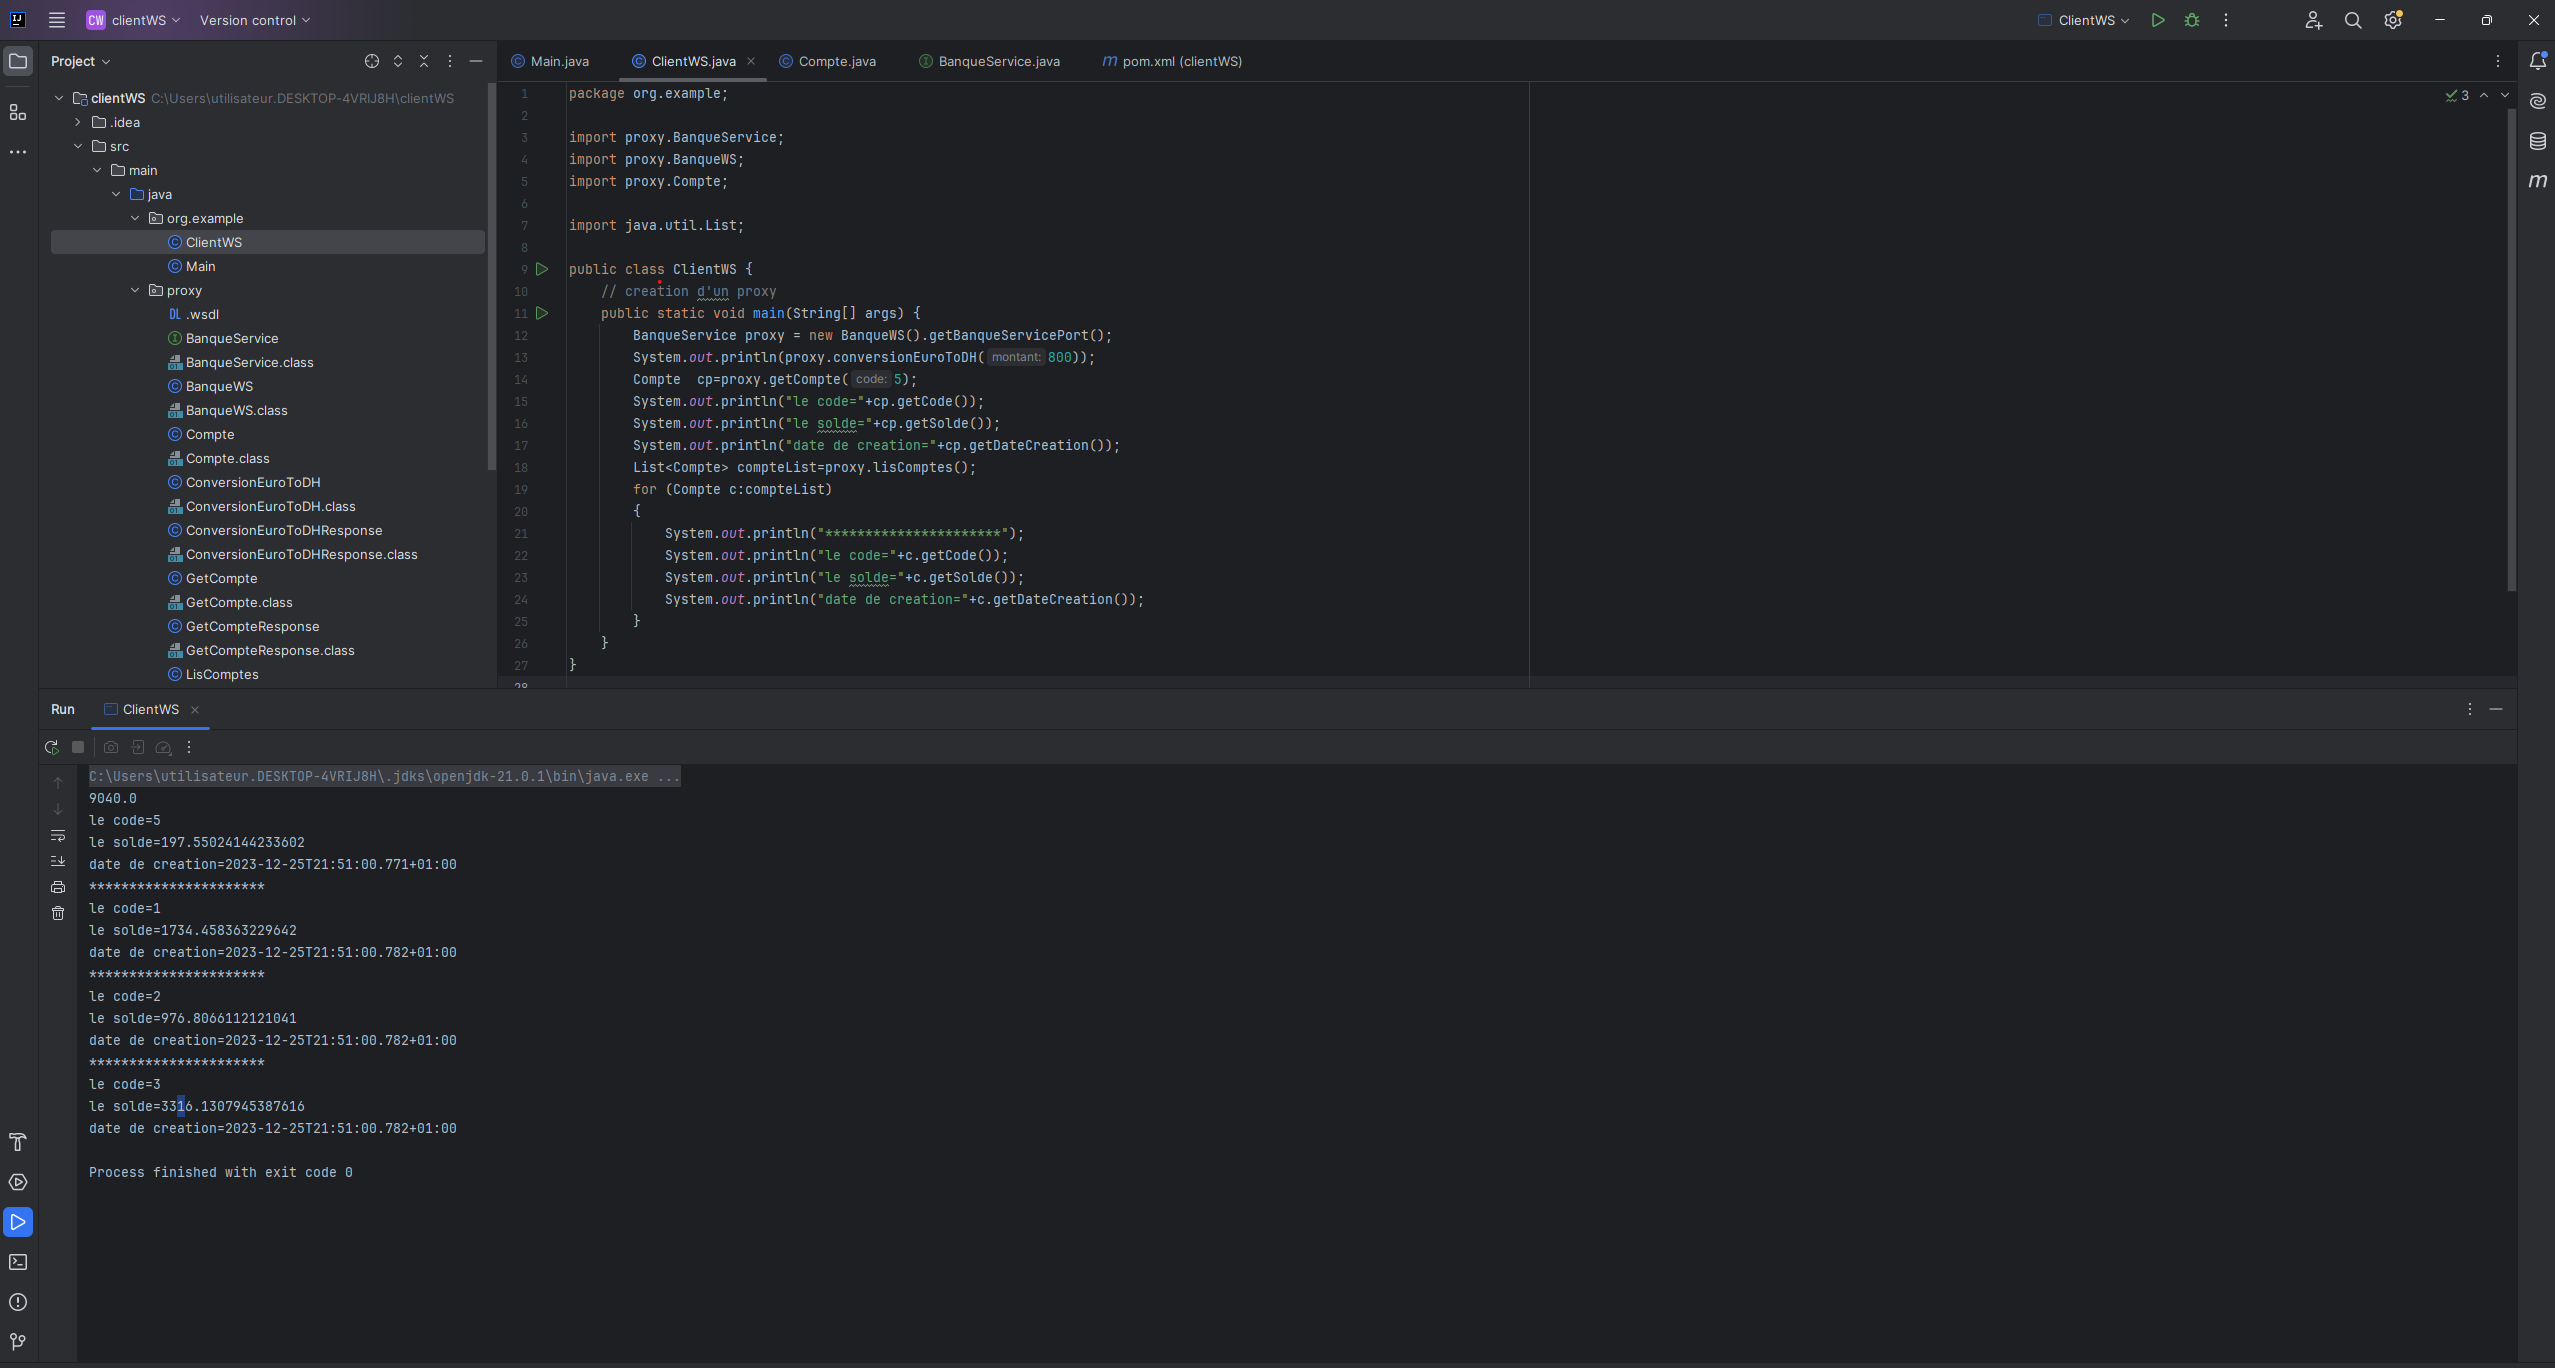 CW clientWS Version control ClientWS
Project
Main.java ClientWS.java Compte.java BanqueService.java m pom.xml (clientWS)
clientWS C:\Users\utilisateur.DESKTOP-4VRIJ8H\clientWS
.idea
src
main
java
org.example
ClientWS
Main
proxy
.wsdl
BanqueService
BanqueService.class
BanqueWS
BanqueWS.class
Compte
Compte.class
ConversionEuroToDH
ConversionEuroToDH.class
ConversionEuroToDHResponse
ConversionEuroToDHResponse.class
GetCompte
GetCompte.class
GetCompteResponse
GetCompteResponse.class
LisComptes
3
1 package org.example;
2
3 import proxy.BanqueService;
4 import proxy.BanqueWS;
5 import proxy.Compte;
6
7 import java.util.List;
8
9 public class ClientWS {
10 // creation d'un proxy
11 public static void main(String[] args) {
12 BanqueService proxy = new BanqueWS().getBanqueServicePort();
13 System.out.println(proxy.conversionEuroToDH( montant: 800));
14 Compte  cp=proxy.getCompte( code: 5);
15 System.out.println("le code="+cp.getCode());
16 System.out.println("le solde="+cp.getSolde());
17 System.out.println("date de creation="+cp.getDateCreation());
18 List<Compte> compteList=proxy.lisComptes();
19 for (Compte c:compteList)
20 {
21 System.out.println("**********************");
22 System.out.println("le code="+c.getCode());
23 System.out.println("le solde="+c.getSolde());
24 System.out.println("date de creation="+c.getDateCreation());
25 }
26 }
27 }
28
Run ClientWS
C:\Users\utilisateur.DESKTOP-4VRIJ8H\.jdks\openjdk-21.0.1\bin\java.exe ...
9040.0
le code=5
le solde=197.55024144233602
date de creation=2023-12-25T21:51:00.771+01:00
**********************
le code=1
le solde=1734.458363229642
date de creation=2023-12-25T21:51:00.782+01:00
**********************
le code=2
le solde=976.8066112121041
date de creation=2023-12-25T21:51:00.782+01:00
**********************
le code=3
le solde=3316.1307945387616
date de creation=2023-12-25T21:51:00.782+01:00
Process finished with exit code 0